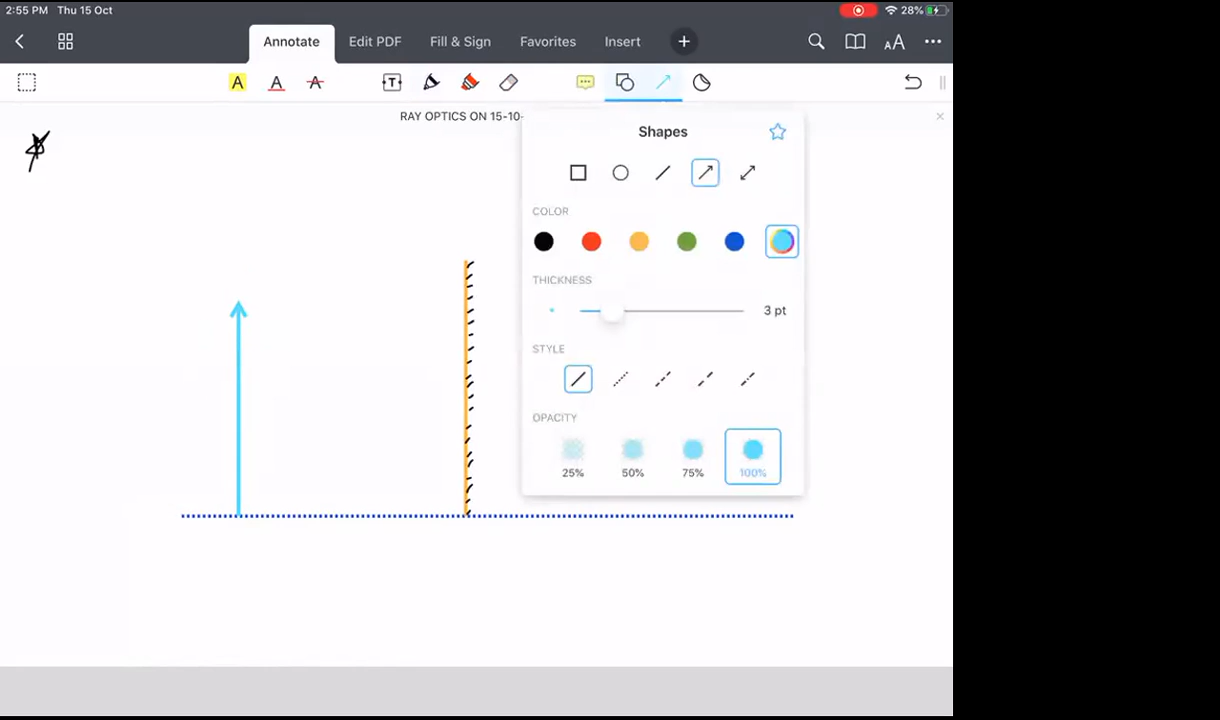 2:55 PM Thu 15 Oct 28%
Annotate Edit PDF Fill & Sign Favorites Insert
A A A T
RAY OPTICS ON 15-10-
Shapes
COLOR
THICKNESS
3 pt
STYLE
OPACITY
25% 50% 75% 100%